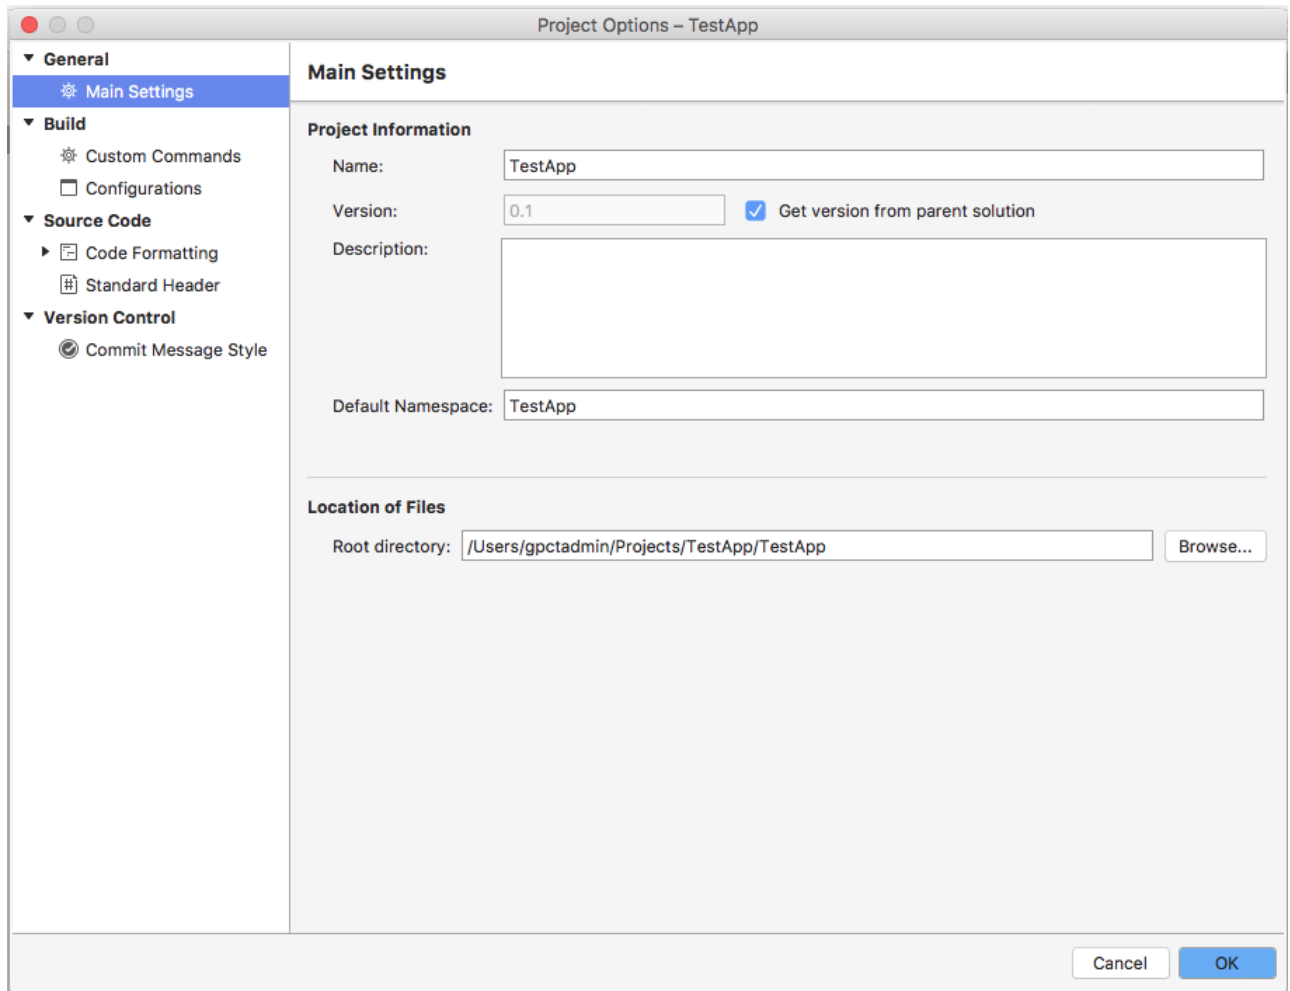 Project Options – TestApp
General
Main Settings
Build
Custom Commands
Configurations
Source Code
Code Formatting
Standard Header
Version Control
Commit Message Style
Main Settings
Project Information
Name: TestApp
Version: 0.1 Get version from parent solution
Description:
Default Namespace: TestApp
Location of Files
Root directory: /Users/gpctadmin/Projects/TestApp/TestApp Browse...
Cancel OK